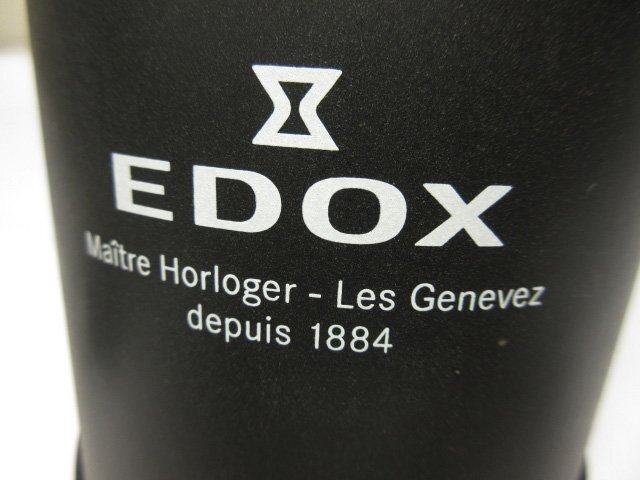 EDOX
Maître Horloger - Les Genevez
depuis 1884